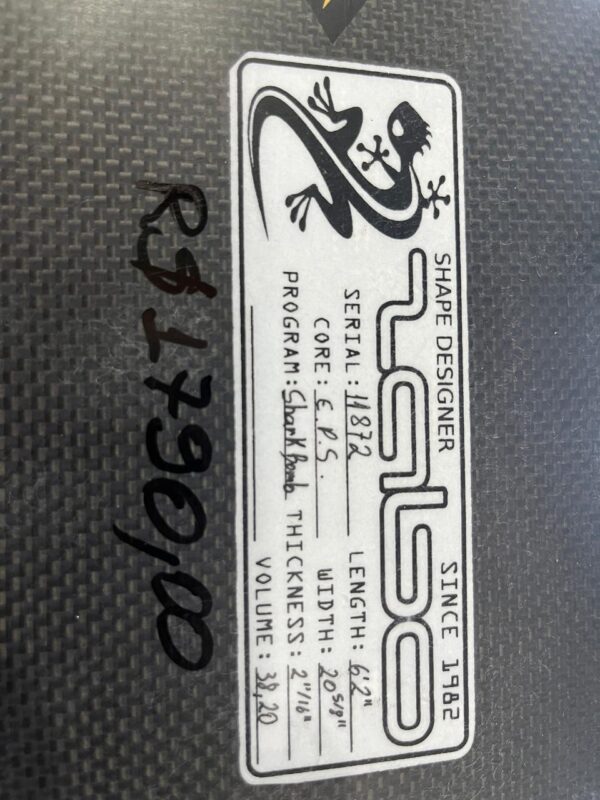 SHAPE DESIGNER SINCE 1982
zabo
SERIAL: 11872 LENGTH: 6'2"
CORE: E.P.S. WIDTH: 20 5/8"
PROGRAM: Shark Bomb THICKNESS: 2 11/16"
VOLUME: 38,20
R$ 1790,00